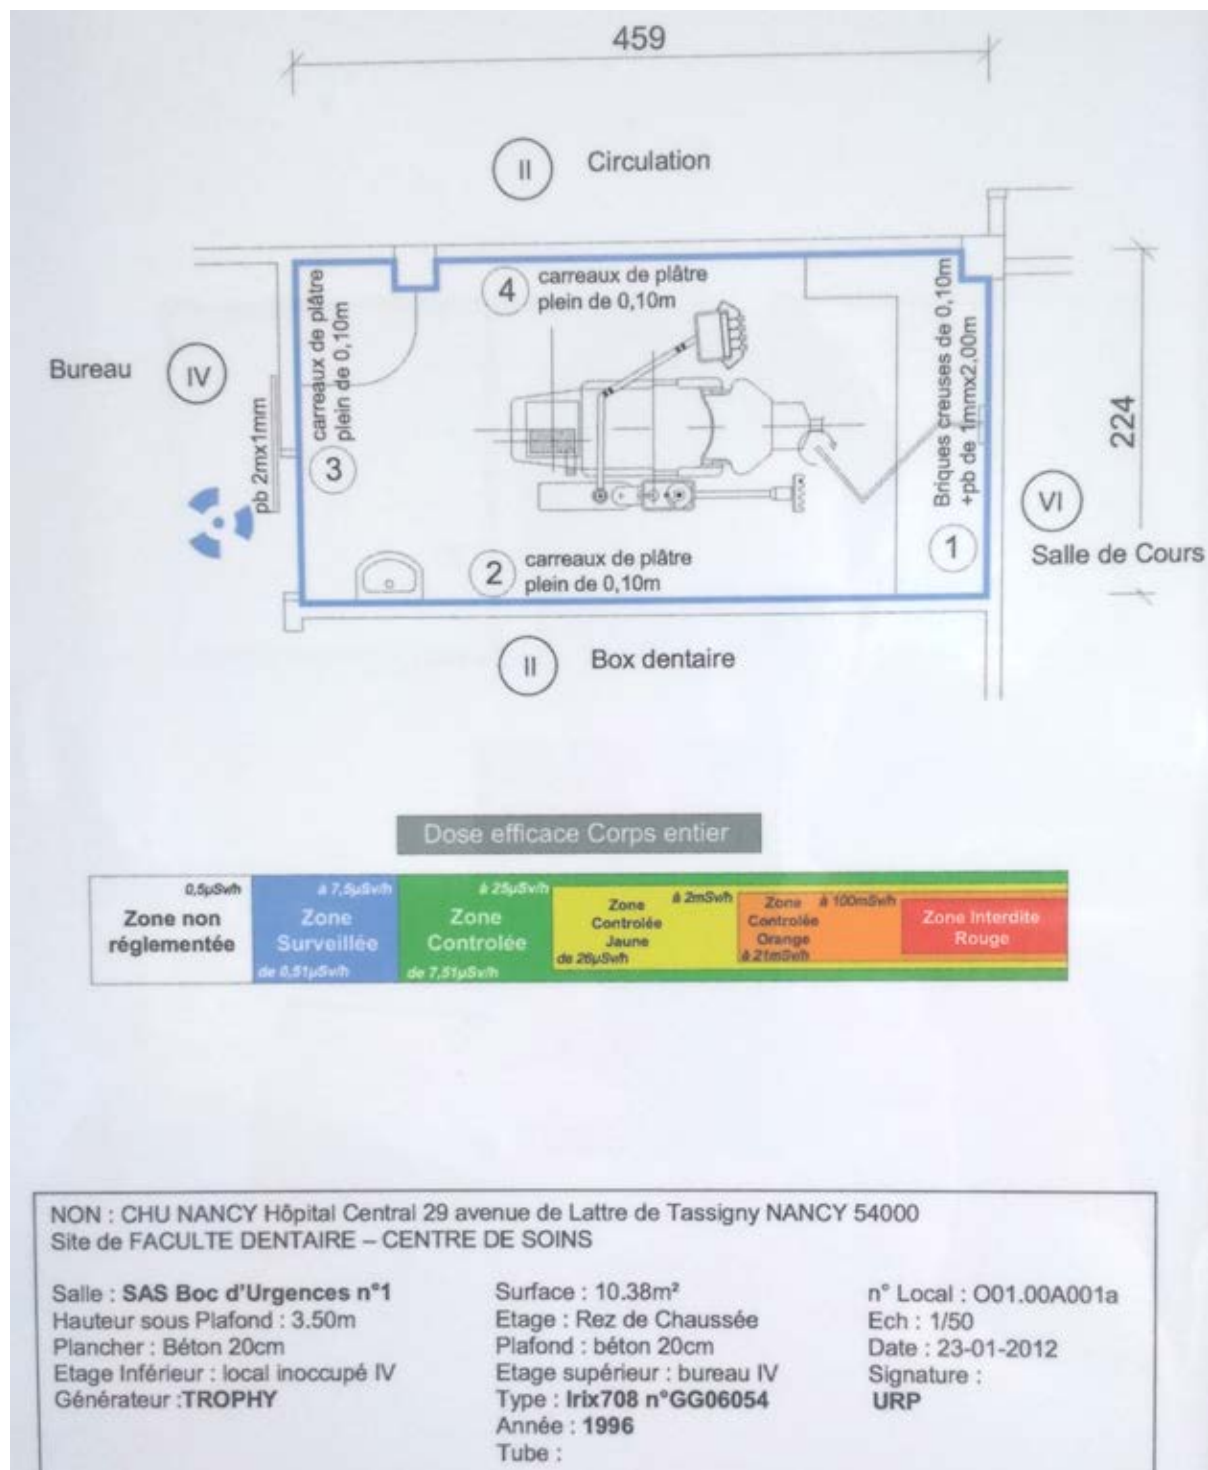 459
II
Circulation
4
carreaux de plâtre
plein de 0,10m
carreaux de plâtre
plein de 0,10m
3
Bureau
IV
pb 2mx1mm
Briques creuses de 0,10m
+pb de 1mmx2,00m
1
224
VI
Salle de Cours
2
carreaux de plâtre
plein de 0,10m
II
Box dentaire
Dose efficace Corps entier
0,5µSv/h
Zone non
réglementée
à 7,5µSv/h
Zone
Surveillée
de 0,51µSv/h
à 25µSv/h
Zone
Controlée
de 7,51µSv/h
à 2mSv/h
Zone
Controlée
Jaune
de 26µSv/h
Zone
à 100mSv/h
Controlée
Orange
à 21mSv/h
Zone Interdite
Rouge
NON : CHU NANCY Hôpital Central 29 avenue de Lattre de Tassigny NANCY 54000
Site de FACULTE DENTAIRE – CENTRE DE SOINS
Salle : SAS Boc d'Urgences n°1
Hauteur sous Plafond : 3.50m
Plancher : Béton 20cm
Etage Inférieur : local inoccupé IV
Générateur :TROPHY
Surface : 10.38m²
Etage : Rez de Chaussée
Plafond : béton 20cm
Etage supérieur : bureau IV
Type : Irix708 n°GG06054
Année : 1996
Tube :
n° Local : O01.00A001a
Ech : 1/50
Date : 23-01-2012
Signature :
URP